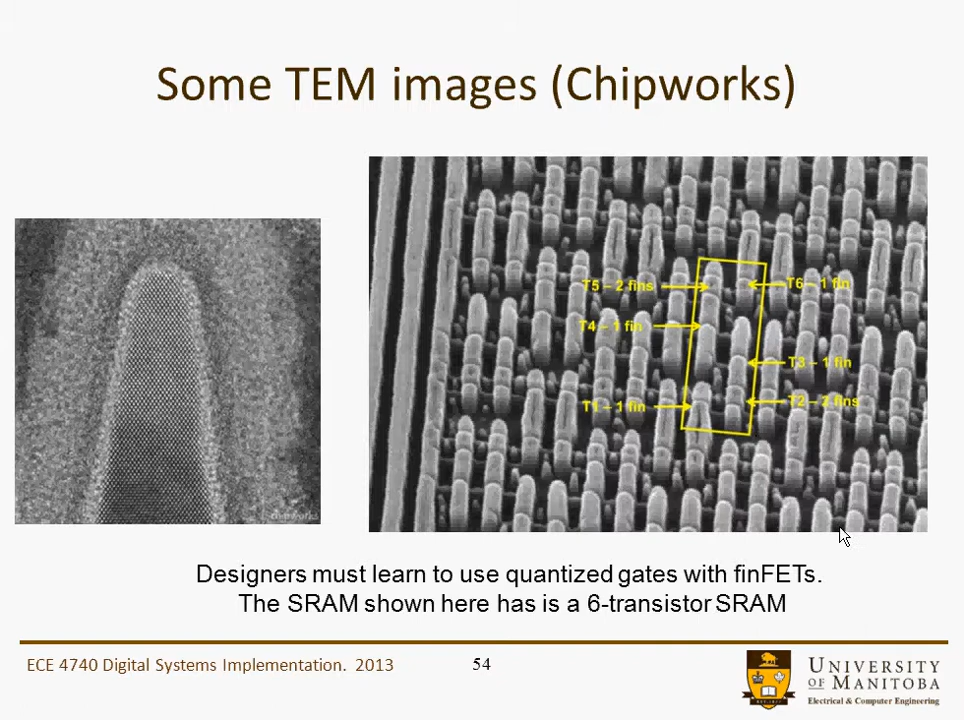 Some TEM images (Chipworks)
T5 – 2 fins
T6 – 1 fin
T4 – 1 fin
T3 – 1 fin
T1 – 1 fin
T2 – 2 fins
chipworks
Designers must learn to use quantized gates with finFETs.
The SRAM shown here has is a 6-transistor SRAM
ECE 4740 Digital Systems Implementation. 2013
54
UNIVERSITY
OF MANITOBA
Electrical & Computer Engineering